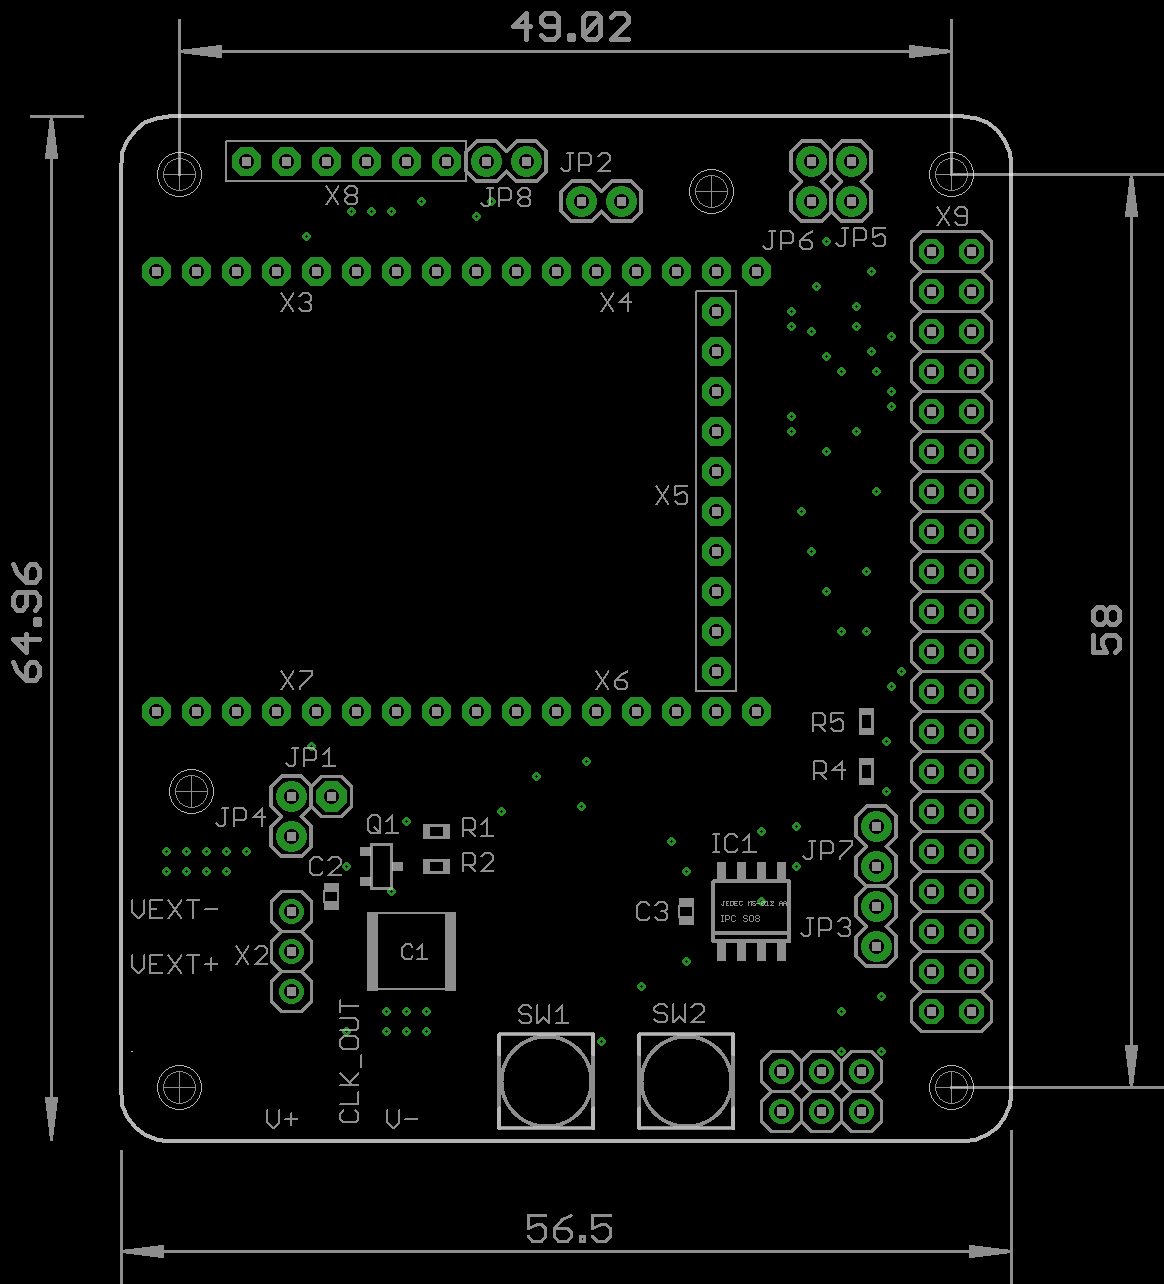 49.02
JP2
X8
JP8
X9
JP6
JP5
X3
X4
X5
64.96
58
X7
X6
R5
JP1
R4
JP4
Q1
R1
IC1
JP7
C2
R2
JEDEC MS-012 AA
VEXT-
C3
IPC SO8
JP3
VEXT+
X2
C1
CLK_OUT
SW1
SW2
V+
V-
56.5